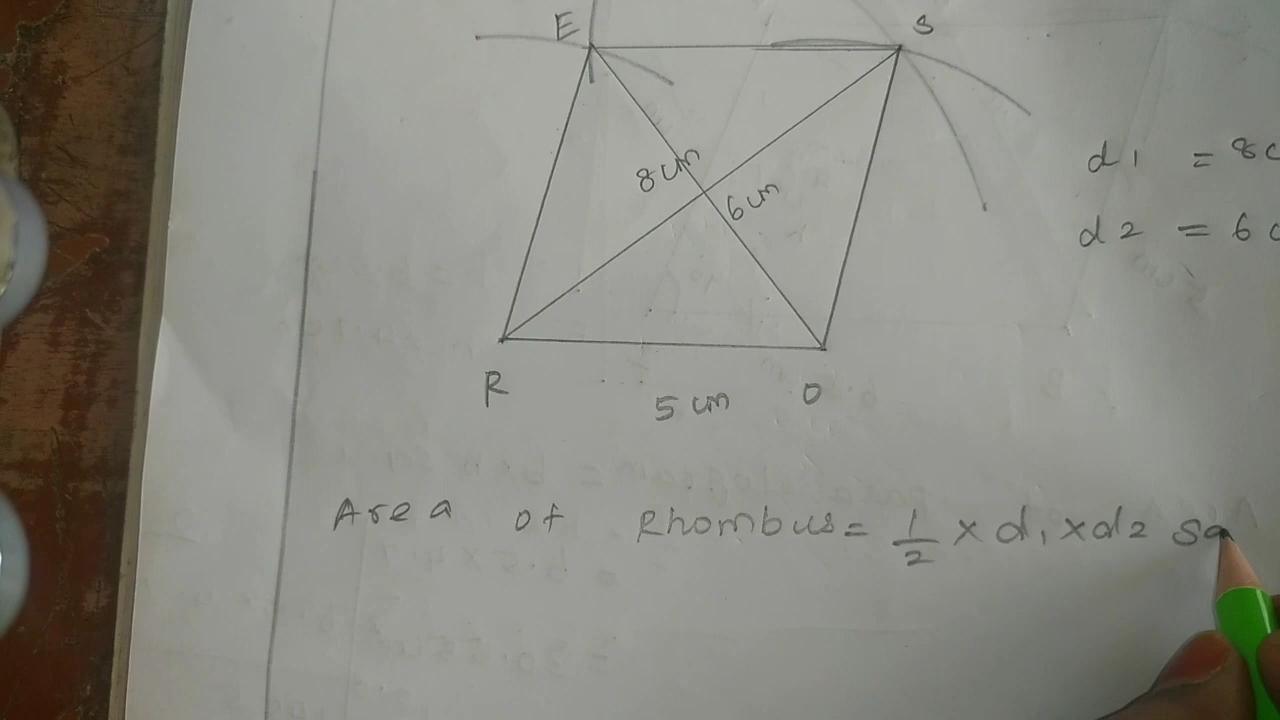 E S
8 cm
6 cm
d1 = 8c
d2 = 6c
R O
5 cm
Area of Rhombus = 1/2 × d1 × d2 Sq